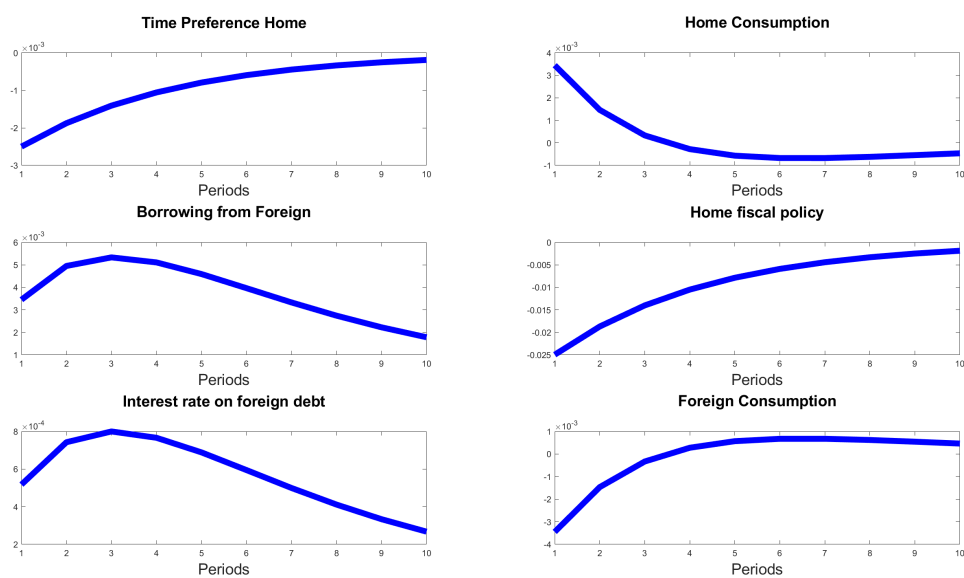 Time Preference Home
×10⁻³
0
-1
-2
-3
1 2 3 4 5 6 7 8 9 10
Periods
Home Consumption
×10⁻³
4
3
2
1
0
-1
1 2 3 4 5 6 7 8 9 10
Periods
Borrowing from Foreign
×10⁻³
6
5
4
3
2
1
1 2 3 4 5 6 7 8 9 10
Periods
Home fiscal policy
0
-0.005
-0.01
-0.015
-0.02
-0.025
1 2 3 4 5 6 7 8 9 10
Periods
Interest rate on foreign debt
×10⁻⁴
8
6
4
2
1 2 3 4 5 6 7 8 9 10
Periods
Foreign Consumption
×10⁻³
1
0
-1
-2
-3
-4
1 2 3 4 5 6 7 8 9 10
Periods